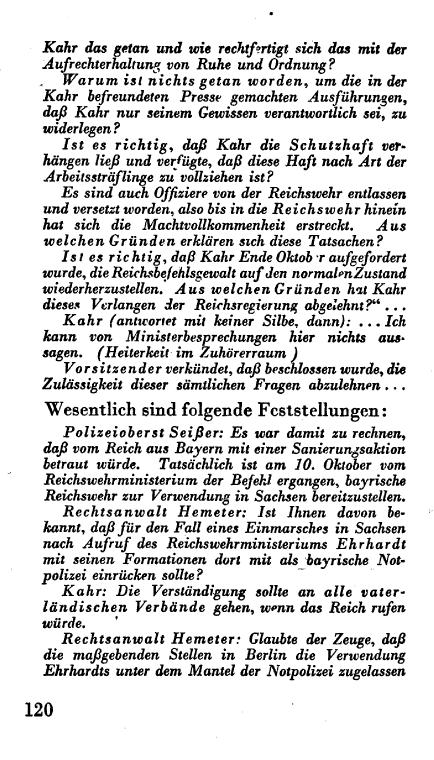 Kahr das getan und wie rechtfertigt sich das mit der
Aufrechterhaltung von Ruhe und Ordnung?
Warum ist nichts getan worden, um die in der
Kahr befreundeten Presse gemachten Ausführungen,
daß Kahr nur seinem Gewissen verantwortlich sei, zu
widerlegen?
Ist es richtig, daß Kahr die Schutzhaft ver-
hängen ließ und verfügte, daß diese Haft nach Art der
Arbeitssträflinge zu vollziehen ist?
Es sind auch Offiziere von der Reichswehr entlassen
und versetzt worden, also bis in die Reichswehr hinein
hat sich die Machtvollkommenheit erstreckt. Aus
welchen Gründen erklären sich diese Tatsachen?
Ist es richtig, daß Kahr Ende Oktober aufgefordert
wurde, die Reichsbefehlsgewalt auf den normalen Zustand
wiederherzustellen. Aus welchen Gründen hat Kahr
dieses Verlangen der Reichsregierung abgelehnt?“ ...
Kahr (antwortet mit keiner Silbe, dann): ... Ich
kann von Ministerbesprechungen hier nichts aus-
sagen. (Heiterkeit im Zuhörerraum)
Vorsitzender verkündet, daß beschlossen wurde, die
Zulässigkeit dieser sämtlichen Fragen abzulehnen ...
Wesentlich sind folgende Feststellungen:
Polizeioberst Seißer: Es war damit zu rechnen,
daß vom Reich aus Bayern mit einer Sanierungsaktion
betraut würde. Tatsächlich ist am 10. Oktober vom
Reichswehrministerium der Befehl ergangen, bayrische
Reichswehr zur Verwendung in Sachsen bereitzustellen.
Rechtsanwalt Hemeter: Ist Ihnen davon be-
kannt, daß für den Fall eines Einmarsches in Sachsen
nach Aufruf des Reichswehrministeriums Ehrhardt
mit seinen Formationen dort mit als bayrische Not-
polizei einrücken sollte?
Kahr: Die Verständigung sollte an alle vater-
ländischen Verbände gehen, wenn das Reich rufen
würde.
Rechtsanwalt Hemeter: Glaubte der Zeuge, daß
die maßgebenden Stellen in Berlin die Verwendung
Ehrhardts unter dem Mantel der Notpolizei zugelassen
120